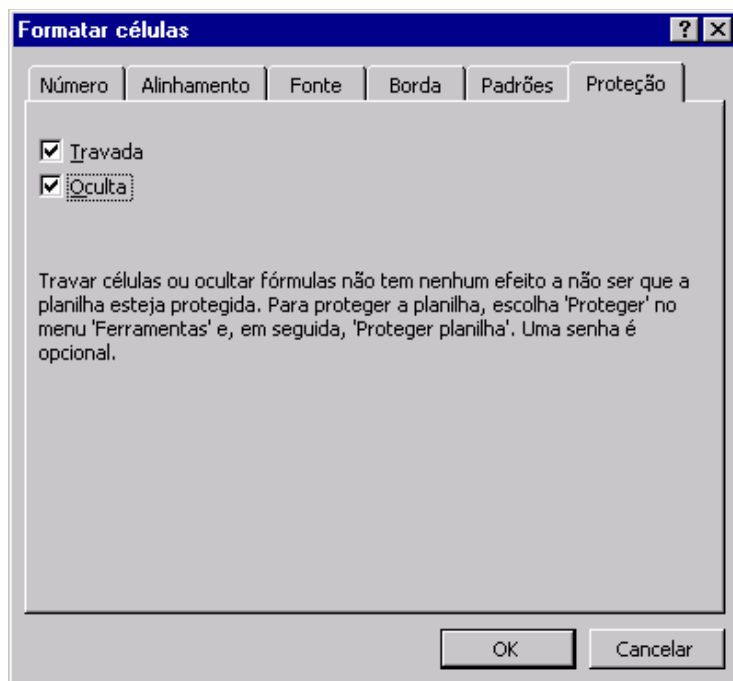 Formatar células
Número Alinhamento Fonte Borda Padrões Proteção
Travada
Oculta
Travar células ou ocultar fórmulas não tem nenhum efeito a não ser que a
planilha esteja protegida. Para proteger a planilha, escolha 'Proteger' no
menu 'Ferramentas' e, em seguida, 'Proteger planilha'. Uma senha é
opcional.
OK Cancelar